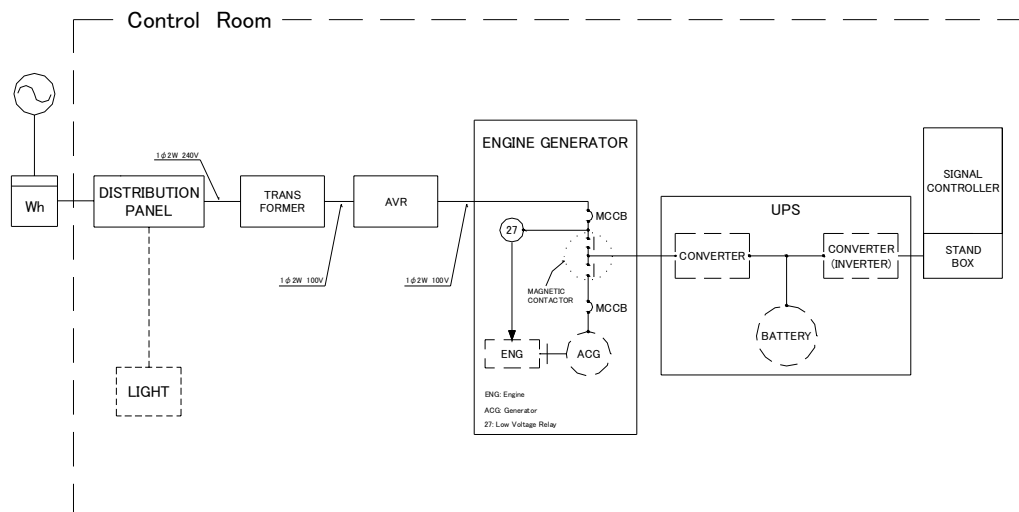 Control Room
Wh
DISTRIBUTION
PANEL
LIGHT
1φ2W 240V
TRANS
FORMER
1φ2W 100V
AVR
1φ2W 100V
ENGINE GENERATOR
MCCB
27
MAGNETIC
CONTACTOR
MCCB
ENG
ACG
ENG: Engine
ACG: Generator
27: Low Voltage Relay
UPS
CONVERTER
CONVERTER
(INVERTER)
BATTERY
SIGNAL
CONTROLLER
STAND
BOX